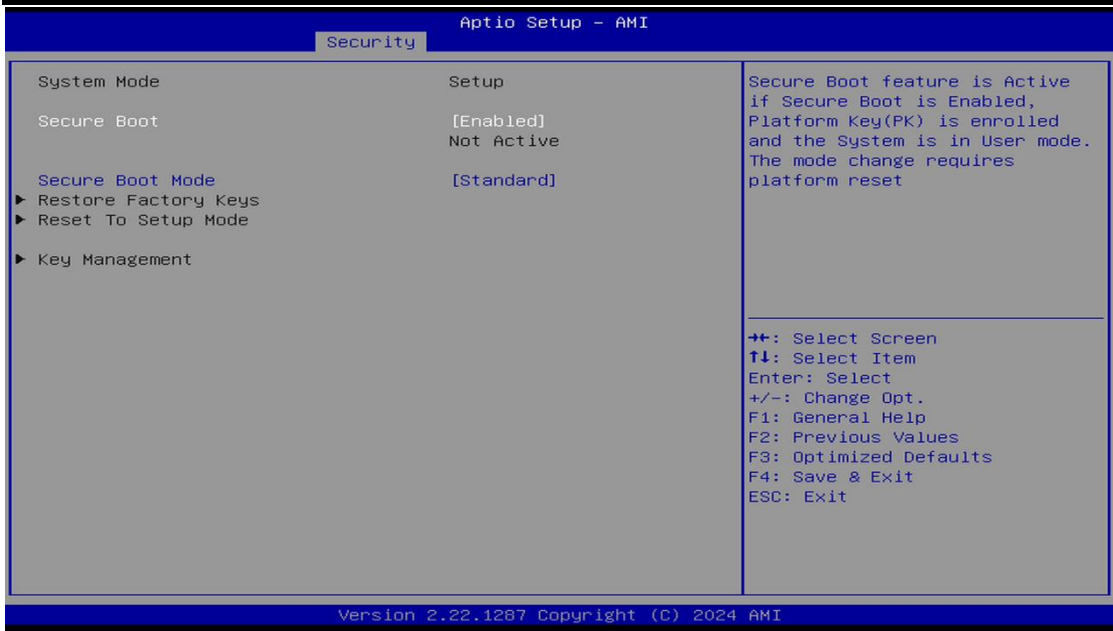 Aptio Setup – AMI
Security
System Mode Setup
Secure Boot [Enabled]
Not Active
Secure Boot Mode [Standard]
► Restore Factory Keys
► Reset To Setup Mode
► Key Management
Secure Boot feature is Active
if Secure Boot is Enabled,
Platform Key(PK) is enrolled
and the System is in User mode.
The mode change requires
platform reset
→←: Select Screen
↑↓: Select Item
Enter: Select
+/-: Change Opt.
F1: General Help
F2: Previous Values
F3: Optimized Defaults
F4: Save & Exit
ESC: Exit
Version 2.22.1287 Copyright (C) 2024 AMI